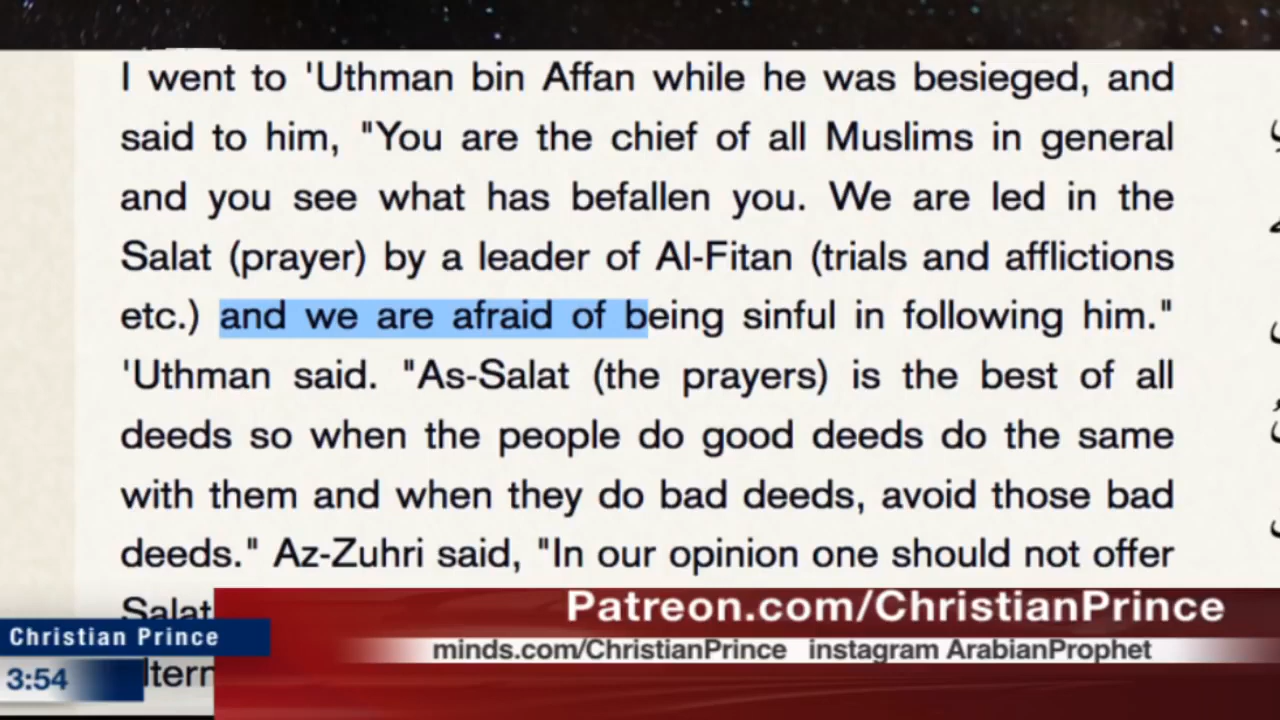 I went to 'Uthman bin Affan while he was besieged, and
said to him, "You are the chief of all Muslims in general
and you see what has befallen you. We are led in the
Salat (prayer) by a leader of Al-Fitan (trials and afflictions
etc.) and we are afraid of being sinful in following him."
'Uthman said. "As-Salat (the prayers) is the best of all
deeds so when the people do good deeds do the same
with them and when they do bad deeds, avoid those bad
deeds." Az-Zuhri said, "In our opinion one should not offer
Salat
Patreon.com/ChristianPrince
Christian Prince
minds.com/ChristianPrince instagram ArabianProphet
3:54